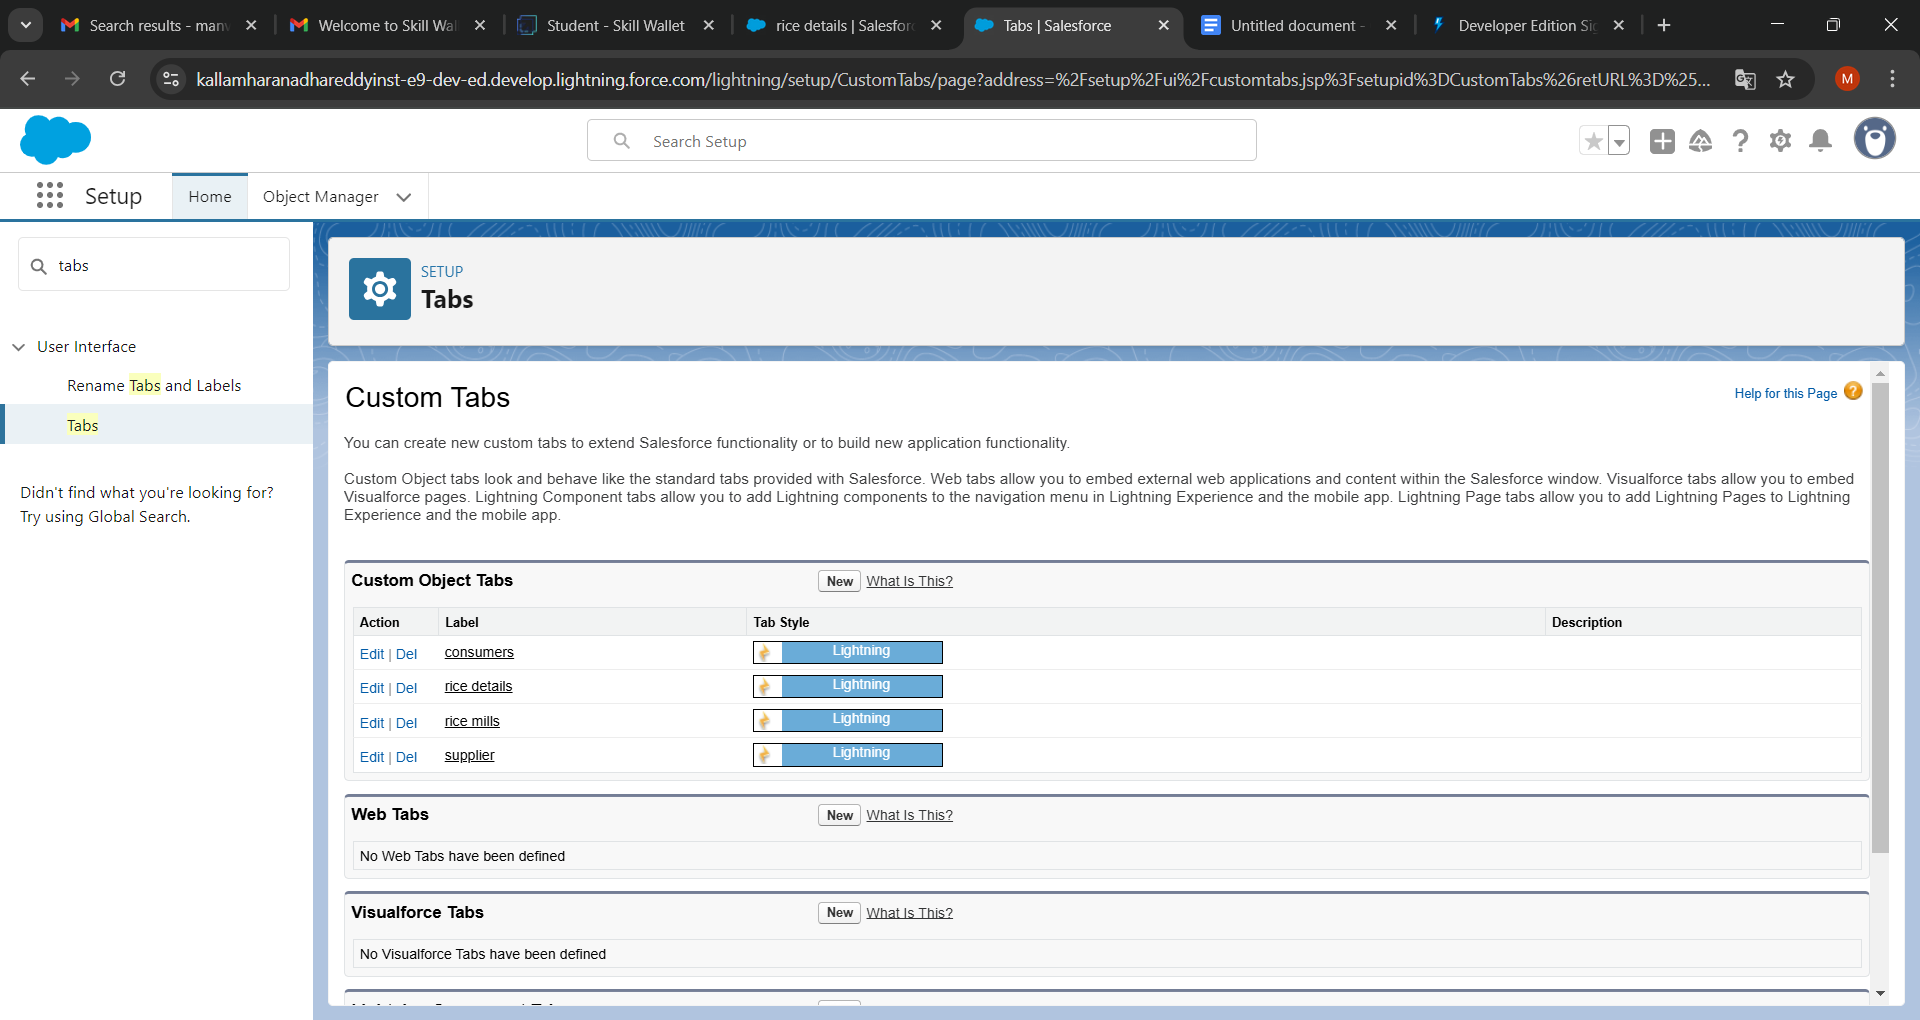 Search results - man
Welcome to Skill Wal
Student - Skill Wallet
rice details | Salesfor
Tabs | Salesforce
Untitled document -
Developer Edition Sig
kallamharanadhareddyinst-e9-dev-ed.develop.lightning.force.com/lightning/setup/CustomTabs/page?address=%2Fsetup%2Fui%2Fcustomtabs.jsp%3Fsetupid%3DCustomTabs%26retURL%3D%25...
M
Search Setup
Setup
Home
Object Manager
tabs
User Interface
Rename Tabs and Labels
Tabs
Didn't find what you're looking for?
Try using Global Search.
SETUP
Tabs
Custom Tabs
Help for this Page ?
You can create new custom tabs to extend Salesforce functionality or to build new application functionality.
Custom Object tabs look and behave like the standard tabs provided with Salesforce. Web tabs allow you to embed external web applications and content within the Salesforce window. Visualforce tabs allow you to embed
Visualforce pages. Lightning Component tabs allow you to add Lightning components to the navigation menu in Lightning Experience and the mobile app. Lightning Page tabs allow you to add Lightning Pages to Lightning
Experience and the mobile app.
Custom Object Tabs New What Is This?
Action Label Tab Style Description
Edit | Del consumers Lightning
Edit | Del rice details Lightning
Edit | Del rice mills Lightning
Edit | Del supplier Lightning
Web Tabs New What Is This?
No Web Tabs have been defined
Visualforce Tabs New What Is This?
No Visualforce Tabs have been defined